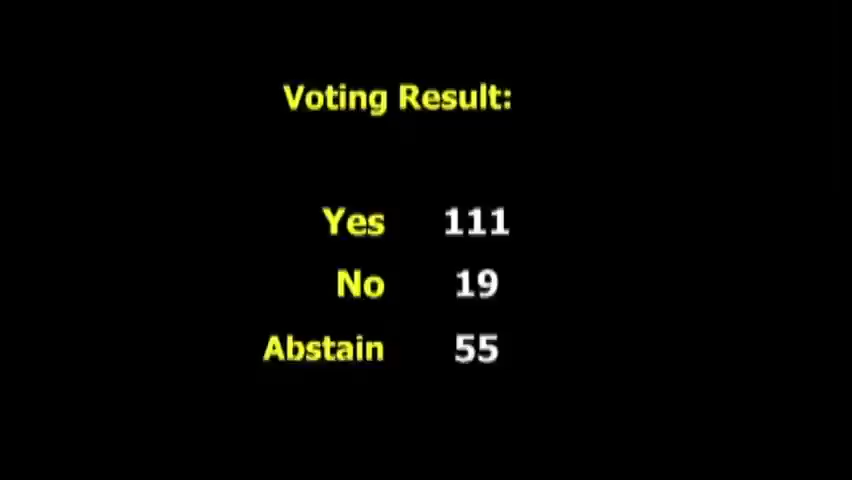 Voting Result:
Yes 111
No 19
Abstain 55